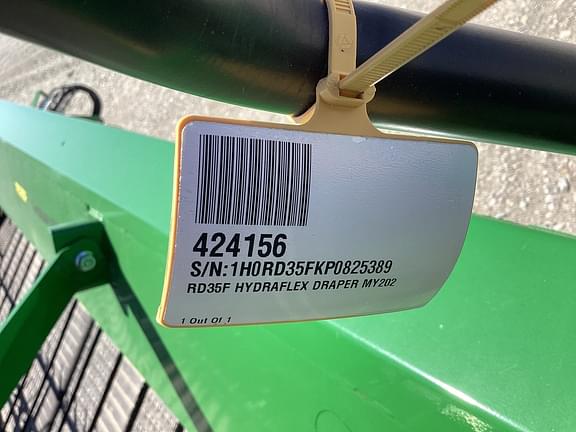 424156
S/N:1H0RD35FKP0825389
RD35F HYDRAFLEX DRAPER MY202
1 Out Of 1